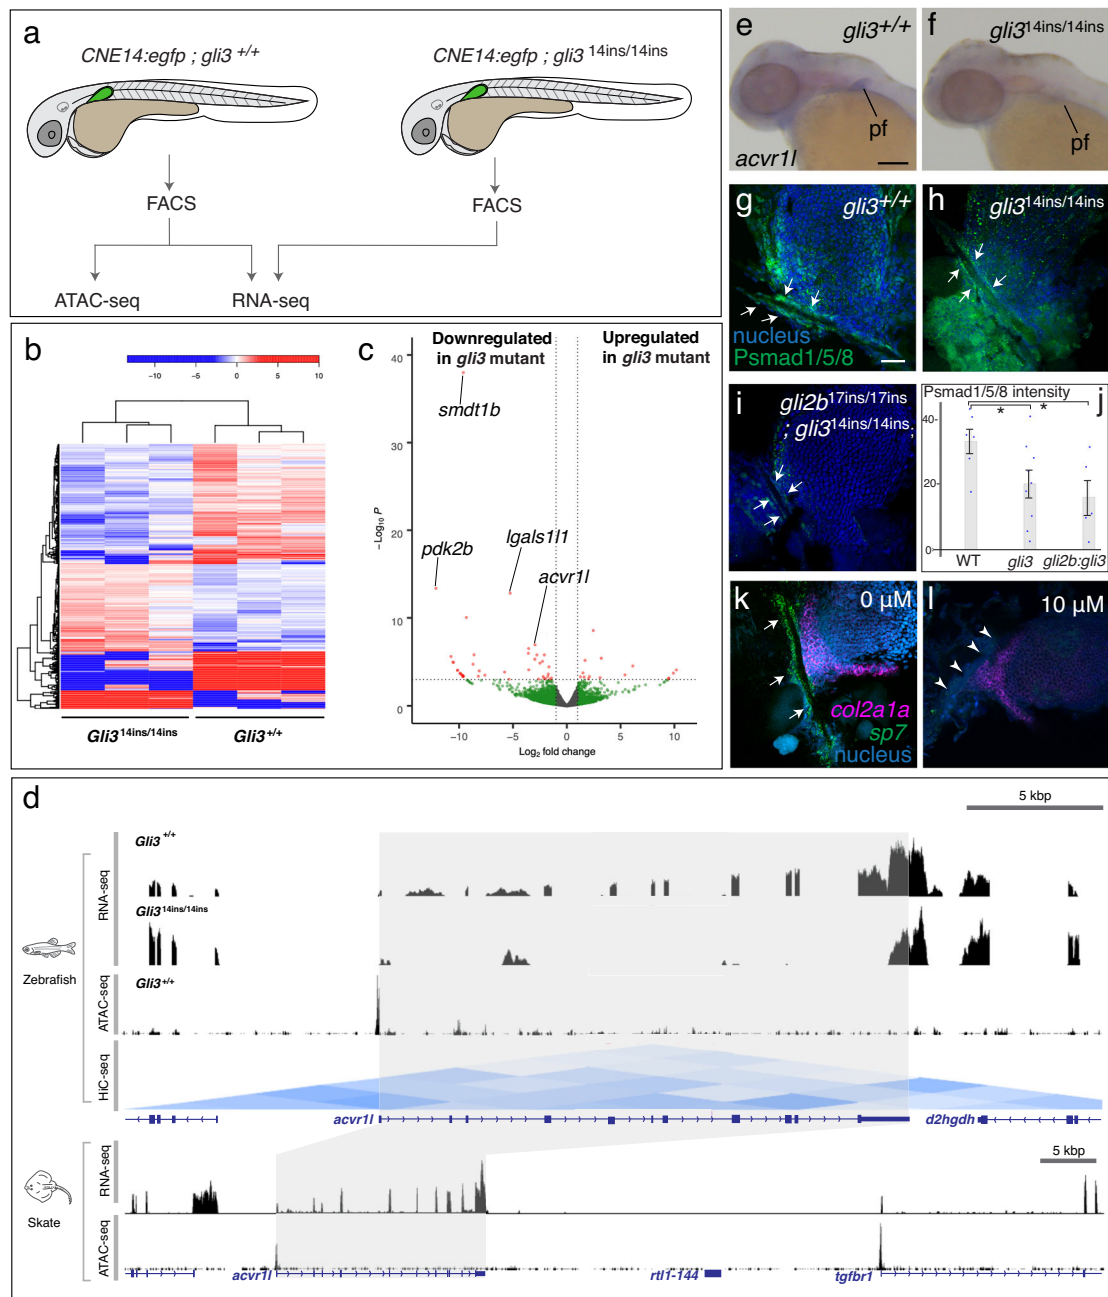 a
CNE14:egfp ; gli3 +/+
CNE14:egfp ; gli3 14ins/14ins
FACS
FACS
ATAC-seq
RNA-seq
b
−10 −5 0 5 10
Gli3 14ins/14ins
Gli3 +/+
c
Downregulated in gli3 mutant
Upregulated in gli3 mutant
smdt1b
pdk2b
lgals1l1
acvr1l
− Log10 P
40
30
20
10
0
−10 −5 0 5 10
Log2 fold change
e
gli3+/+
pf
acvr1l
f
gli3 14ins/14ins
pf
g
gli3+/+
nucleus
Psmad1/5/8
h
gli3 14ins/14ins
i
gli2b 17ins/17ins
; gli3 14ins/14ins;
j
Psmad1/5/8 intensity
* *
40
20
0
WT gli3 gli2b:gli3
k
0 µM
col2a1a
sp7
nucleus
l
10 µM
d
5 kbp
Zebrafish
RNA-seq
Gli3 +/+
Gli3 14ins/14ins
ATAC-seq
Gli3 +/+
HiC-seq
acvr1l
d2hgdh
5 kbp
Skate
RNA-seq
ATAC-seq
acvr1l
rtl1-144
tgfbr1